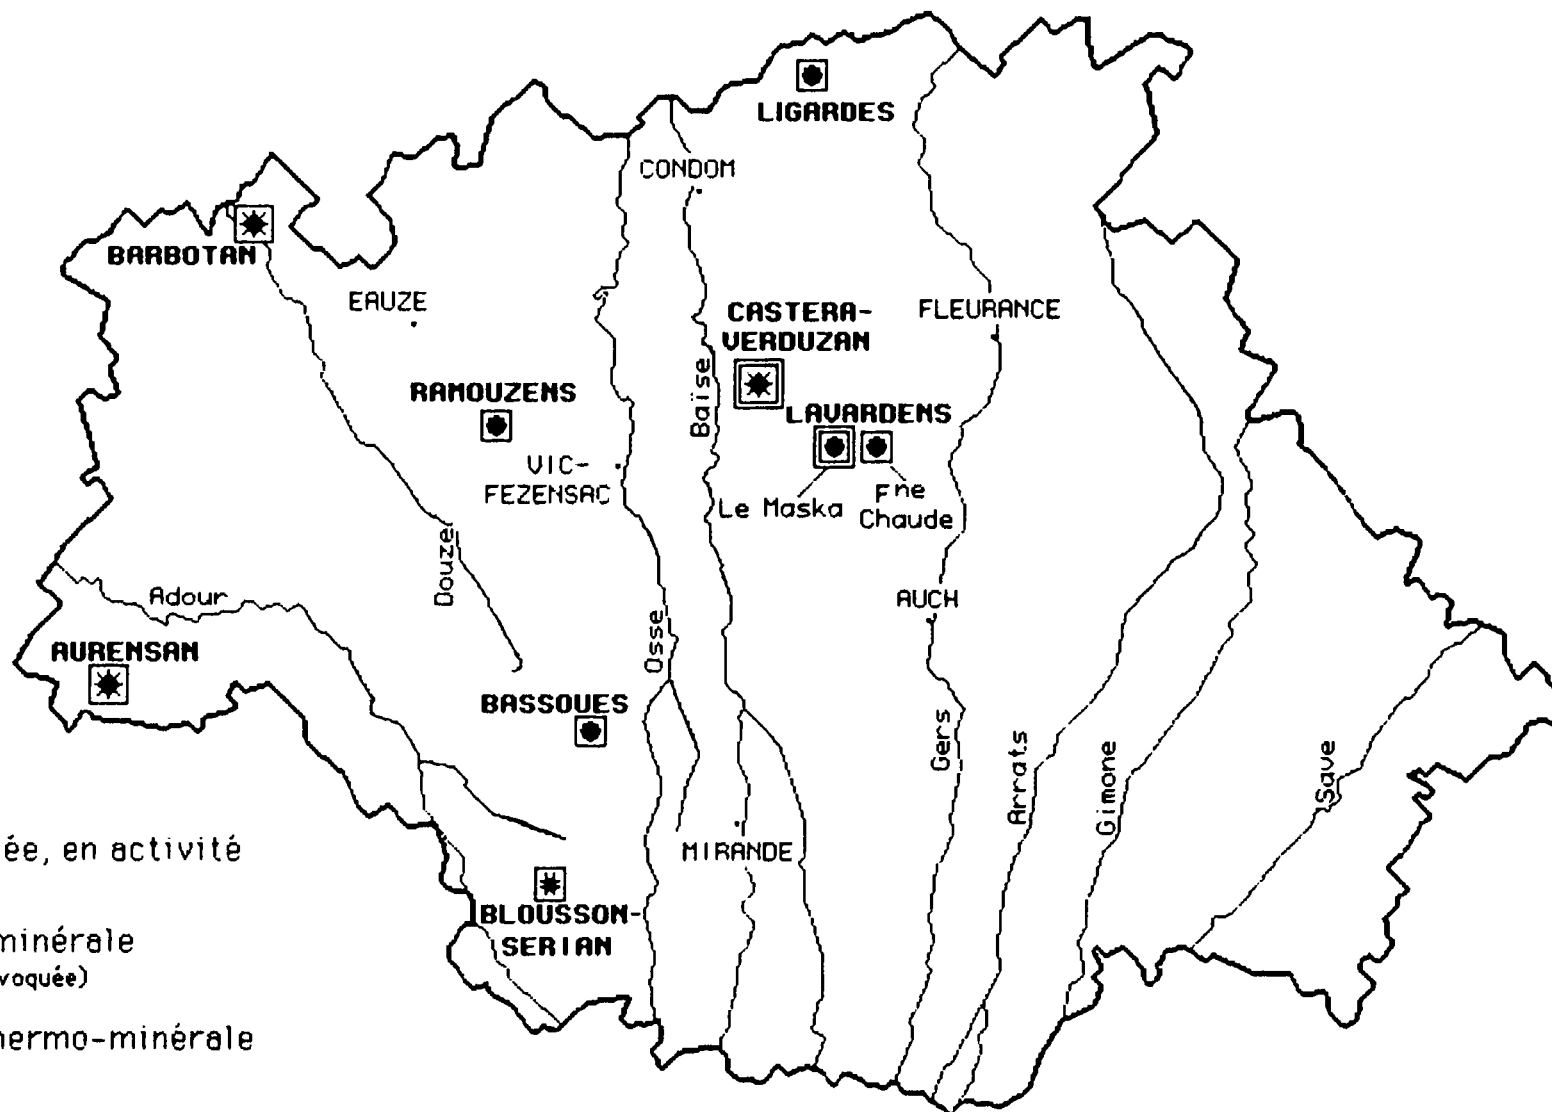 LIGARDES
CONDOM
BARBOTAN
EAUZE
CASTERA-
VERDUZAN
FLEURANCE
Baïse
RAMOUZENS
LAVARDENS
VIC-
FEZENSAC
Le Maska
Fne
Chaude
Douze
Adour
AUCH
Osse
AURENSAN
BASSOUES
Gers
Arrats
Gimone
Save
MIRANDE
ée, en activité
BLOUSSON-
SERIAN
minérale
voquée)
hermo-minérale